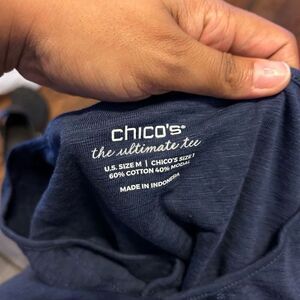 chico's®
the ultimate tee
U.S. SIZE M | CHICO'S SIZE 1
60% COTTON 40% MODAL
MADE IN INDONESIA